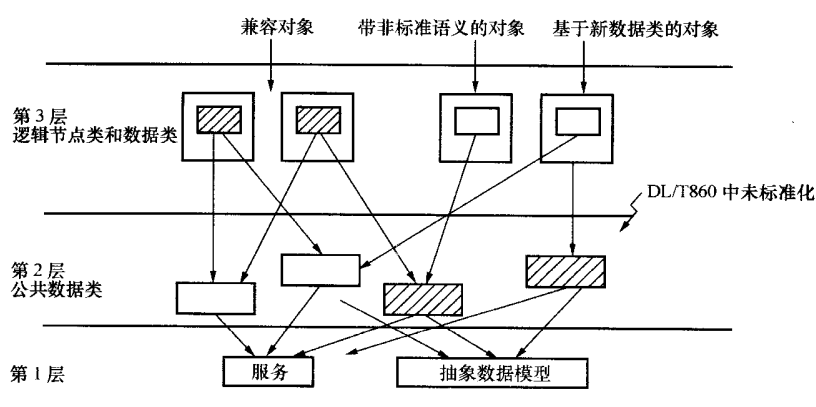 兼容对象 带非标准语义的对象 基于新数据类的对象
第3层
逻辑节点类和数据类
DL/T860 中未标准化
第2层
公共数据类
第1层 服务 抽象数据模型